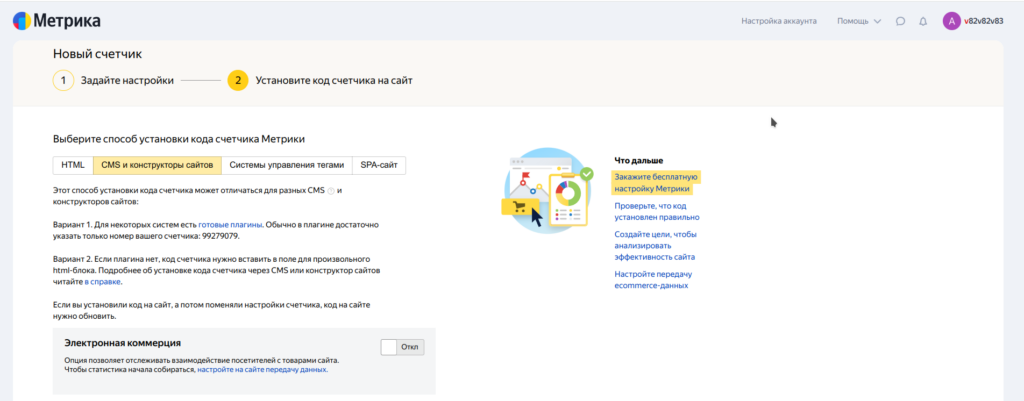 Метрика
Настройка аккаунта
Помощь
А
v82v82v83
Новый счетчик
1 Задайте настройки
2 Установите код счетчика на сайт
Выберите способ установки кода счетчика Метрики
HTML
CMS и конструкторы сайтов
Системы управления тегами
SPA-сайт
Этот способ установки кода счетчика может отличаться для разных CMS и
конструкторов сайтов:
Вариант 1. Для некоторых систем есть готовые плагины. Обычно в плагине достаточно
указать только номер вашего счетчика: 99279079.
Вариант 2. Если плагина нет, код счетчика нужно вставить в поле для произвольного
html-блока. Подробнее об установке кода счетчика через CMS или конструктор сайтов
читайте в справке.
Если вы установили код на сайт, а потом поменяли настройки счетчика, код на сайте
нужно обновить.
Электронная коммерция
Откл
Опция позволяет отслеживать взаимодействие посетителей с товарами сайта.
Чтобы статистика начала собираться, настройте на сайте передачу данных.
Что дальше
Закажите бесплатную
настройку Метрики
Проверьте, что код
установлен правильно
Создайте цели, чтобы
анализировать
эффективность сайта
Настройте передачу
ecommerce-данных